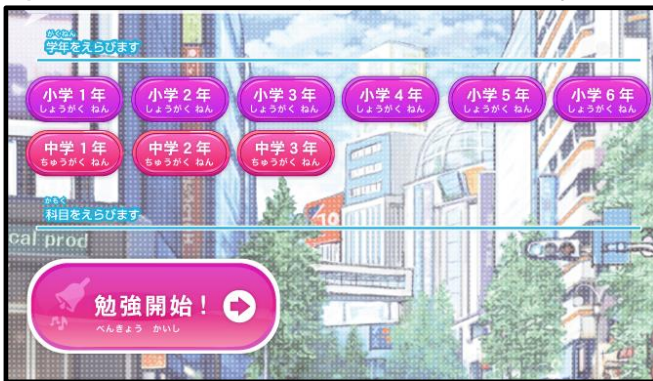 がくねん
学年をえらびます
小学1年 小学2年 小学3年 小学4年 小学5年 小学6年
しょうがく ねん しょうがく ねん しょうがく ねん しょうがく ねん しょうがく ねん しょうがく ねん
中学1年 中学2年 中学3年
ちゅうがく ねん ちゅうがく ねん ちゅうがく ねん
かもく
科目をえらびます
cal prod
勉強開始！
べんきょう かいし